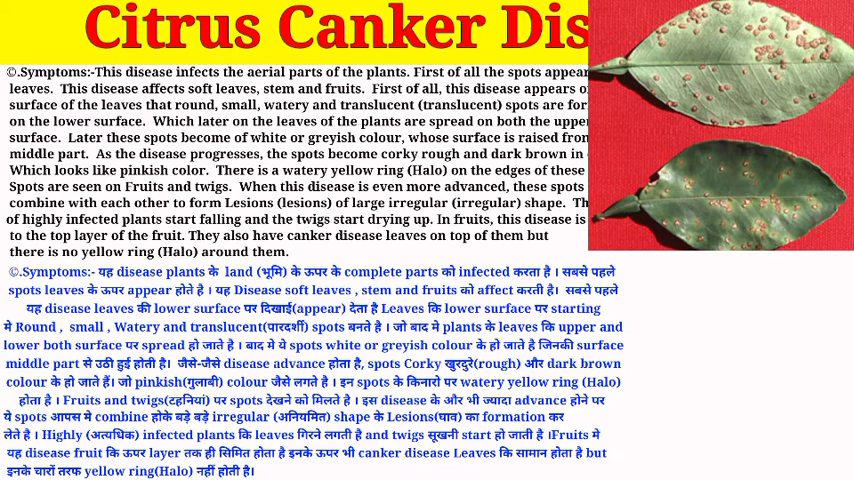 Citrus Canker Dis
©.Symptoms:-This disease infects the aerial parts of the plants. First of all the spots appear
leaves. This disease affects soft leaves, stem and fruits. First of all, this disease appears o
surface of the leaves that round, small, watery and translucent (translucent) spots are for
on the lower surface. Which later on the leaves of the plants are spread on both the upper
surface. Later these spots become of white or greyish colour, whose surface is raised from
middle part. As the disease progresses, the spots become corky rough and dark brown in
Which looks like pinkish color. There is a watery yellow ring (Halo) on the edges of these
Spots are seen on Fruits and twigs. When this disease is even more advanced, these spots
combine with each other to form Lesions (lesions) of large irregular (irregular) shape. Th
of highly infected plants start falling and the twigs start drying up. In fruits, this disease is
to the top layer of the fruit. They also have canker disease leaves on top of them but
there is no yellow ring (Halo) around them.
©.Symptoms:- यह disease plants के land (भूमि) के ऊपर के complete parts को infected करता है । सबसे पहले
spots leaves के ऊपर appear होते है । यह Disease soft leaves , stem and fruits को affect करती है। सबसे पहले
यह disease leaves की lower surface पर दिखाई(appear) देता है Leaves कि lower surface पर starting
मे Round , small , Watery and translucent(पारदर्शी) spots बनते है । जो बाद मे plants के leaves कि upper and
lower both surface पर spread हो जाते है । बाद मे ये spots white or greyish colour के हो जाते है जिनकी surface
middle part से उठी हुई होती है। जैसे-जैसे disease advance होता है, spots Corky खुरदुरे(rough) और dark brown
colour के हो जाते हैं। जो pinkish(गुलाबी) colour जैसे लगते है । इन spots के किनारो पर watery yellow ring (Halo)
होता है । Fruits and twigs(टहनियां) पर spots देखने को मिलते है । इस disease के और भी ज्यादा advance होने पर
ये spots आपस मे combine होके बड़े बड़े irregular (अनियमित) shape के Lesions(घाव) का formation कर
लेते है । Highly (अत्यधिक) infected plants कि leaves गिरने लगती है and twigs सूखनी start हो जाती है ।Fruits मे
यह disease fruit कि ऊपर layer तक ही सिमित होता है इनके ऊपर भी canker disease Leaves कि सामान होता है but
इनके चारों तरफ yellow ring(Halo) नहीं होती है।